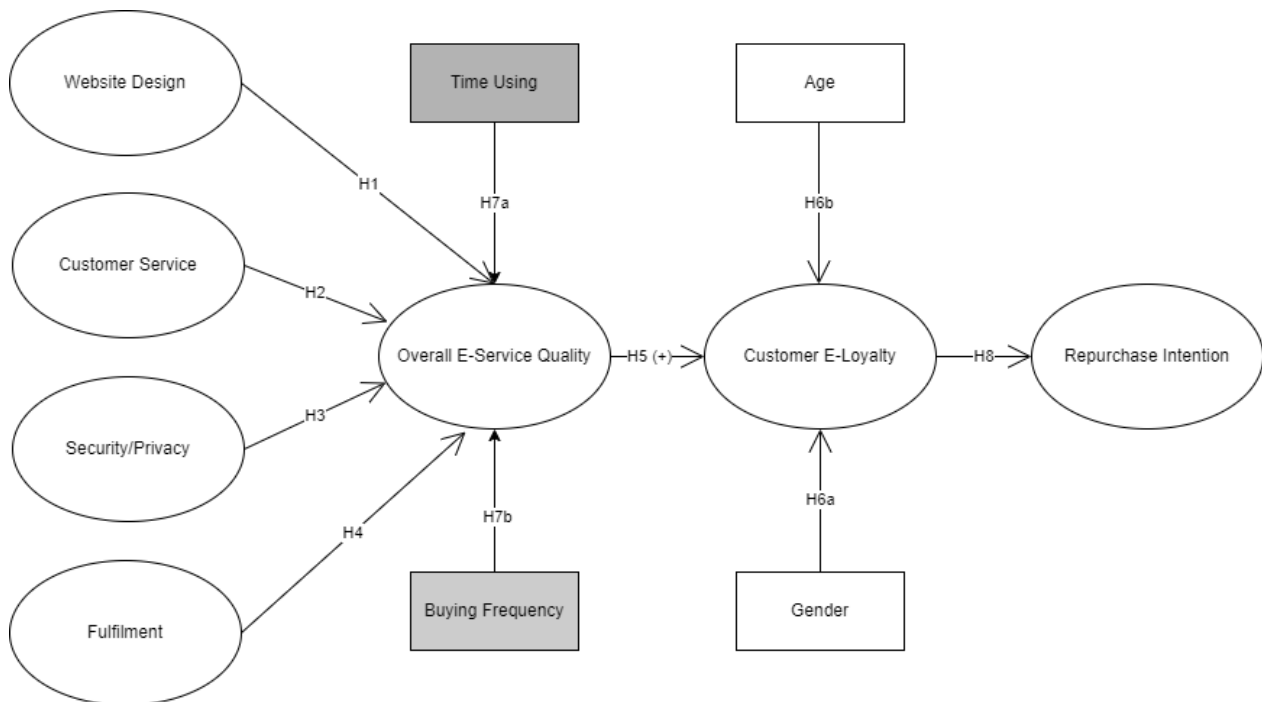 Website Design
Time Using
Age
H1
H7a
H6b
Customer Service
H2
Overall E-Service Quality
H5 (+)
Customer E-Loyalty
H8
Repurchase Intention
H3
Security/Privacy
H6a
H7b
H4
Buying Frequency
Gender
Fulfilment